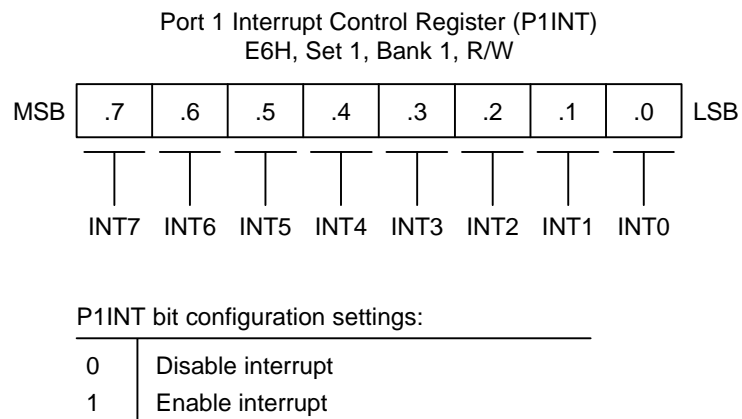 Port 1 Interrupt Control Register (P1INT)
E6H, Set 1, Bank 1, R/W
MSB .7 .6 .5 .4 .3 .2 .1 .0 LSB
INT7 INT6 INT5 INT4 INT3 INT2 INT1 INT0
P1INT bit configuration settings:
0 Disable interrupt
1 Enable interrupt